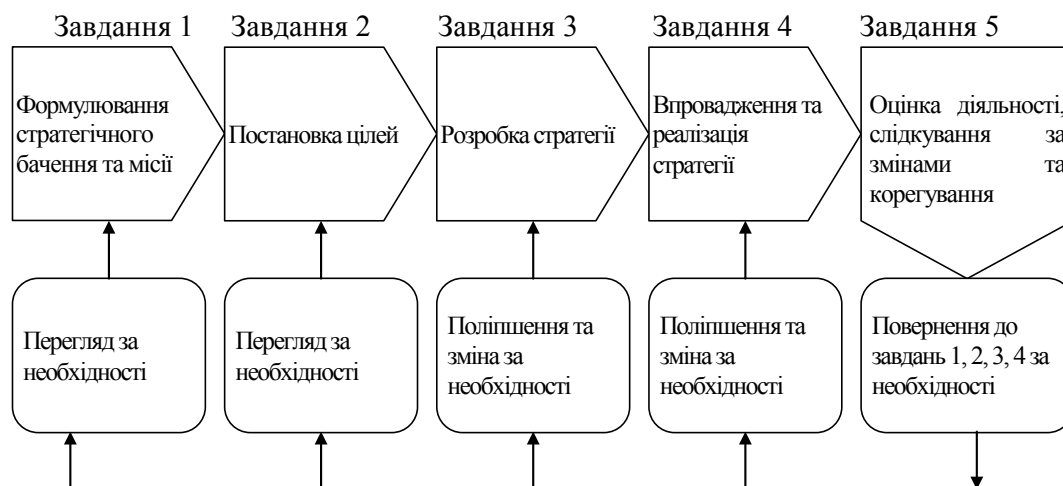 Завдання 1
Завдання 2
Завдання 3
Завдання 4
Завдання 5
Формулювання
стратегічного
бачення та місії
Постановка цілей
Розробка стратегії
Впровадження та
реалізація
стратегії
Оцінка діяльності,
слідкування за
змінами та
корегування
Перегляд за
необхідності
Перегляд за
необхідності
Поліпшення та
зміна за
необхідності
Поліпшення та
зміна за
необхідності
Повернення до
завдань 1, 2, 3, 4 за
необхідності